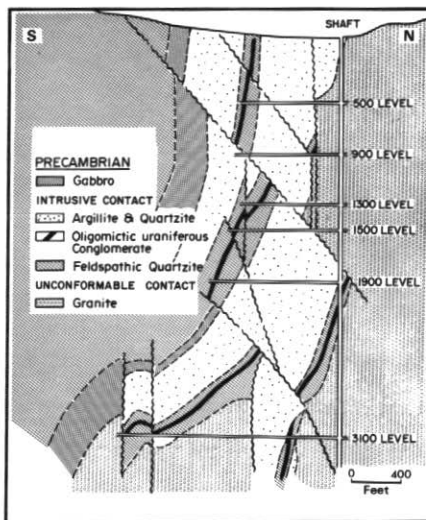 SHAFT
S
N
500 LEVEL
900 LEVEL
1300 LEVEL
1500 LEVEL
1900 LEVEL
3100 LEVEL
PRECAMBRIAN
Gabbro
INTRUSIVE CONTACT
Argillite & Quartzite
Oligomictic uraniferous
Conglomerate
Feldspathic Quartzite
UNCONFORMABLE CONTACT
Granite
0 400
Feet